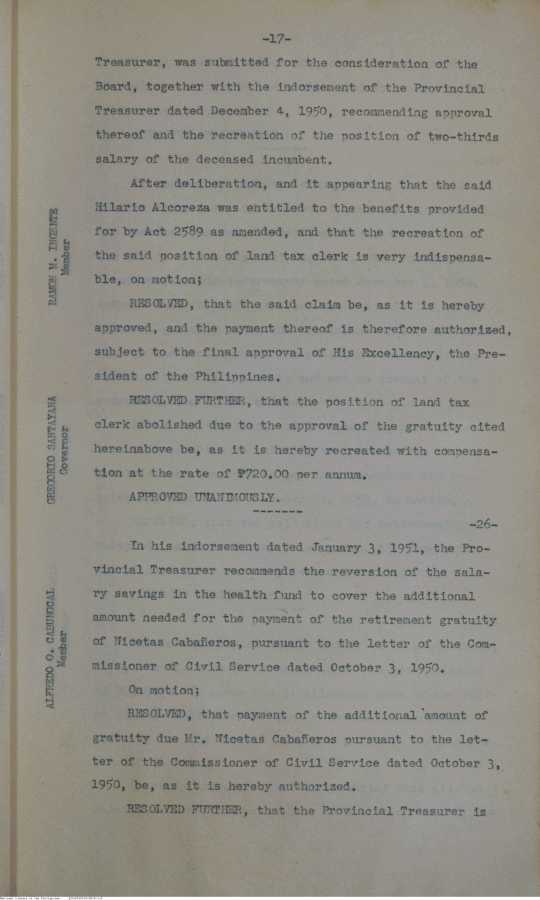 -17-
Treasurer, was submitted for the consideration of the
Board, together with the indorsement of the Provincial
Treasurer dated December 4, 1950, recommending approval
thereof and the recreation of the position of two-thirds
salary of the deceased incumbent.
After deliberation, and it appearing that the said
Hilario Alcoreza was entitled to the benefits provided
for by Act 2589 as amended, and that the recreation of
the said position of land tax clerk is very indispensa-
ble, on motion;
RESOLVED, that the said claim be, as it is hereby
approved, and the payment thereof is therefore authorized,
subject to the final approval of His Excellency, the Pre-
sident of the Philippines.
RESOLVED FURTHER, that the position of land tax
clerk abolished due to the approval of the gratuity cited
hereinabove be, as it is hereby recreated with compensa-
tion at the rate of ₱720.00 per annum.
APPROVED UNANIMOUSLY.
-------
-26-
In his indorsement dated January 3, 1951, the Pro-
vincial Treasurer recommends the reversion of the sala-
ry savings in the health fund to cover the additional
amount needed for the payment of the retirement gratuity
of Nicetas Cabañeros, pursuant to the letter of the Com-
missioner of Civil Service dated October 3, 1950.
On motion;
RESOLVED, that payment of the additional amount of
gratuity due Mr. Nicetas Cabañeros pursuant to the let-
ter of the Commissioner of Civil Service dated October 3,
1950, be, as it is hereby authorized.
RESOLVED FURTHER, that the Provincial Treasurer is
RAMON M. INGENTE
Member
GREGORIO SANTAYANA
Governor
ALFREDO O. CABUNOCAL
Member
National Library of the Philippines